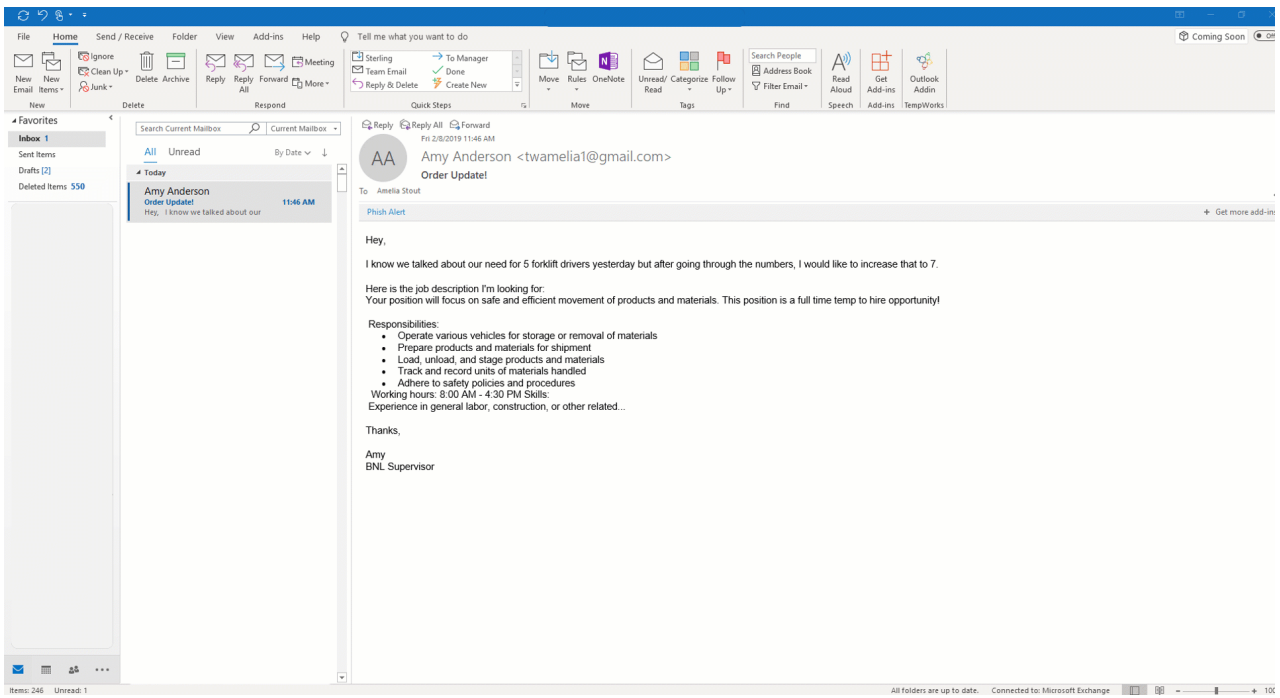 File Home Send / Receive Folder View Add-ins Help Tell me what you want to do
Coming Soon
New Email
New Items
Ignore
Clean Up
Junk
Delete
Archive
Reply
Reply All
Forward
Meeting
More
Sterling
Team Email
Reply & Delete
To Manager
Done
Create New
Move
Rules
OneNote
Unread/ Read
Categorize
Follow Up
Search People
Address Book
Filter Email
Read Aloud
Get Add-ins
Outlook Addin
New Delete Respond Quick Steps Move Tags Find Speech Add-ins TempWorks
Favorites
Inbox 1
Sent Items
Drafts [2]
Deleted Items 550
Search Current Mailbox Current Mailbox
All Unread By Date
Today
Amy Anderson
Order Update! 11:46 AM
Hey, I know we talked about our
Reply Reply All Forward
Fri 2/8/2019 11:46 AM
AA
Amy Anderson <twamelia1@gmail.com>
Order Update!
To Amelia Stout
Phish Alert + Get more add-ins
Hey,
I know we talked about our need for 5 forklift drivers yesterday but after going through the numbers, I would like to increase that to 7.
Here is the job description I'm looking for:
Your position will focus on safe and efficient movement of products and materials. This position is a full time temp to hire opportunity!
Responsibilities:
• Operate various vehicles for storage or removal of materials
• Prepare products and materials for shipment
• Load, unload, and stage products and materials
• Track and record units of materials handled
• Adhere to safety policies and procedures
Working hours: 8:00 AM - 4:30 PM Skills:
Experience in general labor, construction, or other related...
Thanks,
Amy
BNL Supervisor
Items: 246 Unread: 1 All folders are up to date. Connected to: Microsoft Exchange